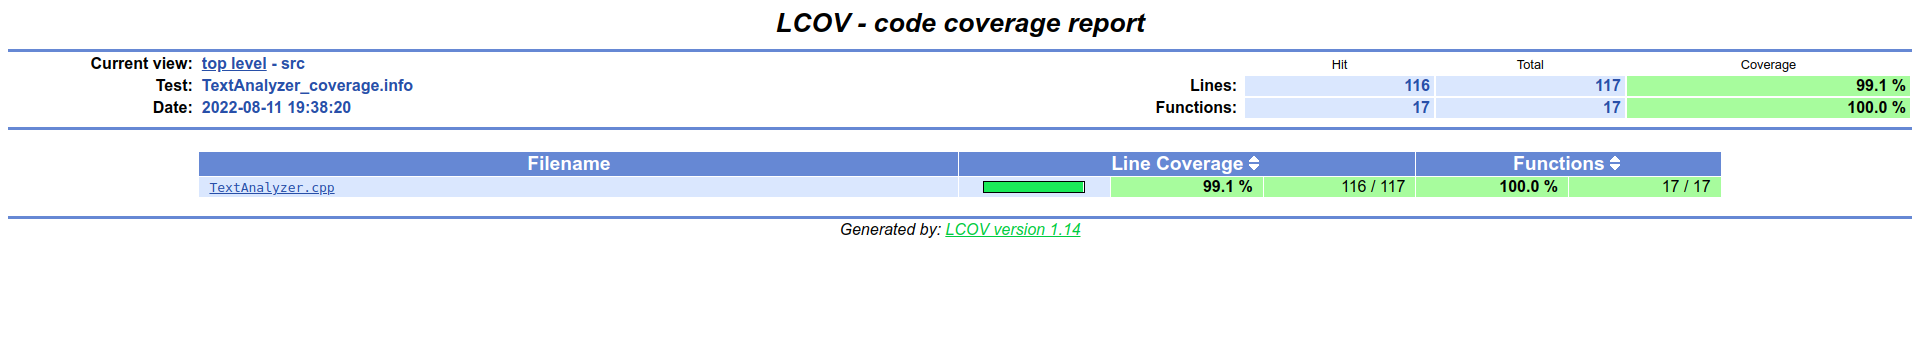 LCOV - code coverage report
Current view: top level - src
Test: TextAnalyzer_coverage.info
Date: 2022-08-11 19:38:20
Hit Total Coverage
Lines: 116 117 99.1 %
Functions: 17 17 100.0 %
Filename Line Coverage Functions
TextAnalyzer.cpp 99.1 % 116 / 117 100.0 % 17 / 17
Generated by: LCOV version 1.14